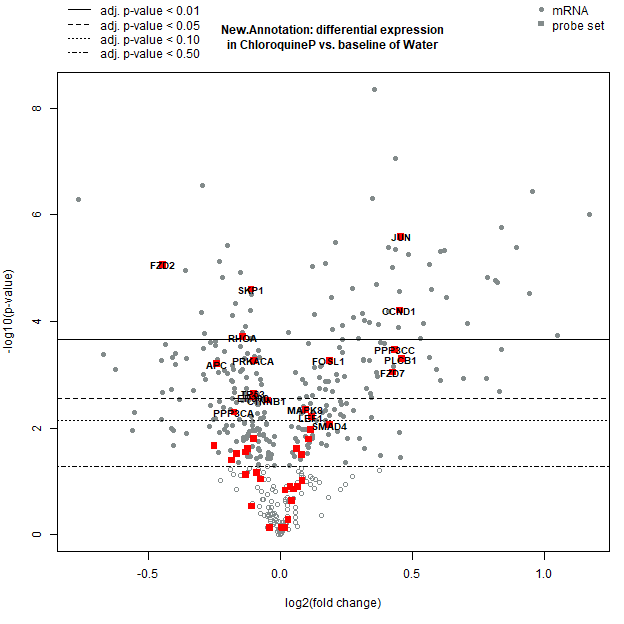 adj. p-value < 0.01
adj. p-value < 0.05
adj. p-value < 0.10
adj. p-value < 0.50
New.Annotation: differential expression
in ChloroquineP vs. baseline of Water
mRNA
probe set
8
6
4
2
0
-log10(p-value)
JUN
FZD2
SKP1
CCND1
RHOA
PPP3CC
APC
PRKACA
FOSL1
PLCB1
FZD7
CTNNB1
MAPK8
PPP3CA
LEF1
SMAD4
-0.5
0.0
0.5
1.0
log2(fold change)